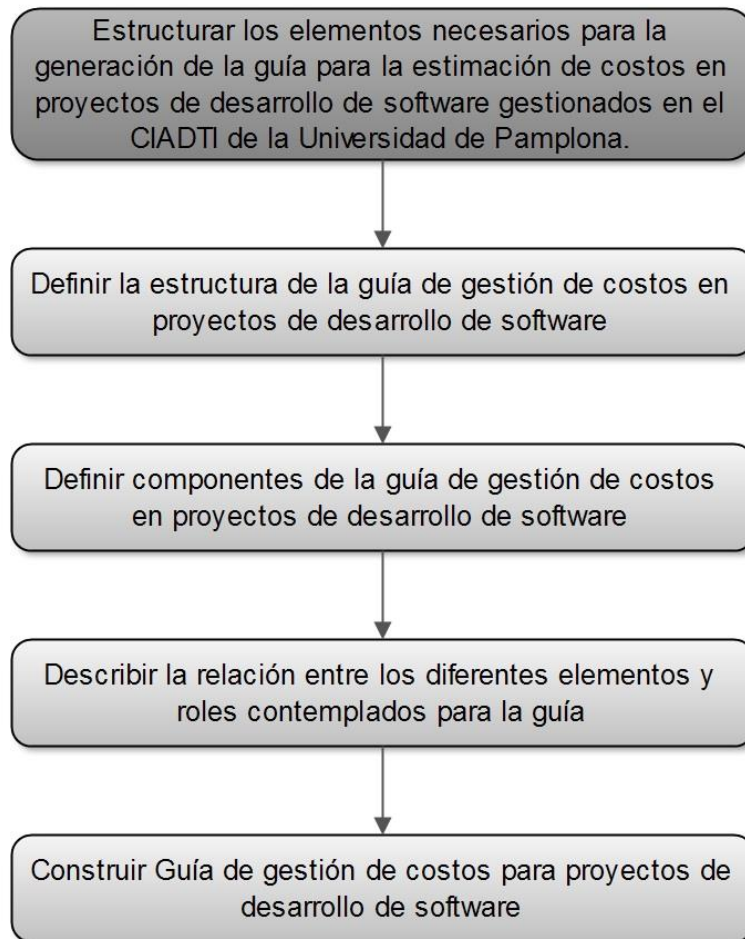 Estructurar los elementos necesarios para la
generación de la guía para la estimación de costos en
proyectos de desarrollo de software gestionados en el
CIADTI de la Universidad de Pamplona.
Definir la estructura de la guía de gestión de costos en
proyectos de desarrollo de software
Definir componentes de la guía de gestión de costos
en proyectos de desarrollo de software
Describir la relación entre los diferentes elementos y
roles contemplados para la guía
Construir Guía de gestión de costos para proyectos de
desarrollo de software